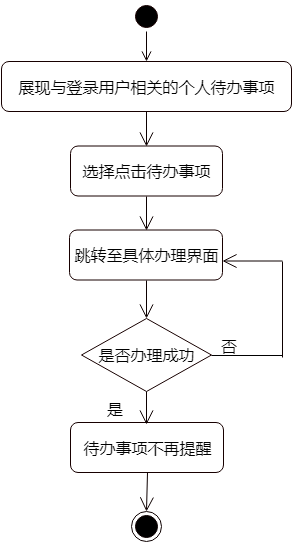 展现与登录用户相关的个人待办事项
选择点击待办事项
跳转至具体办理界面
是否办理成功
否
是
待办事项不再提醒